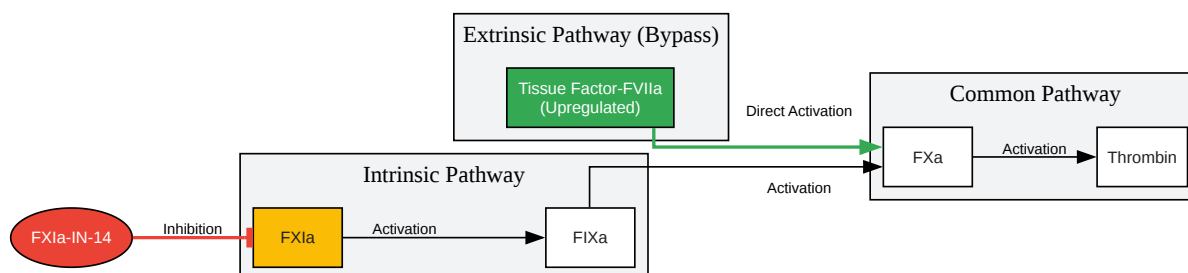 Extrinsic Pathway (Bypass)
Tissue Factor-FVIIa
(Upregulated)
Direct Activation
Common Pathway
FXa
Activation
Thrombin
Intrinsic Pathway
Activation
FXIa-IN-14
Inhibition
FXIa
Activation
FIXa